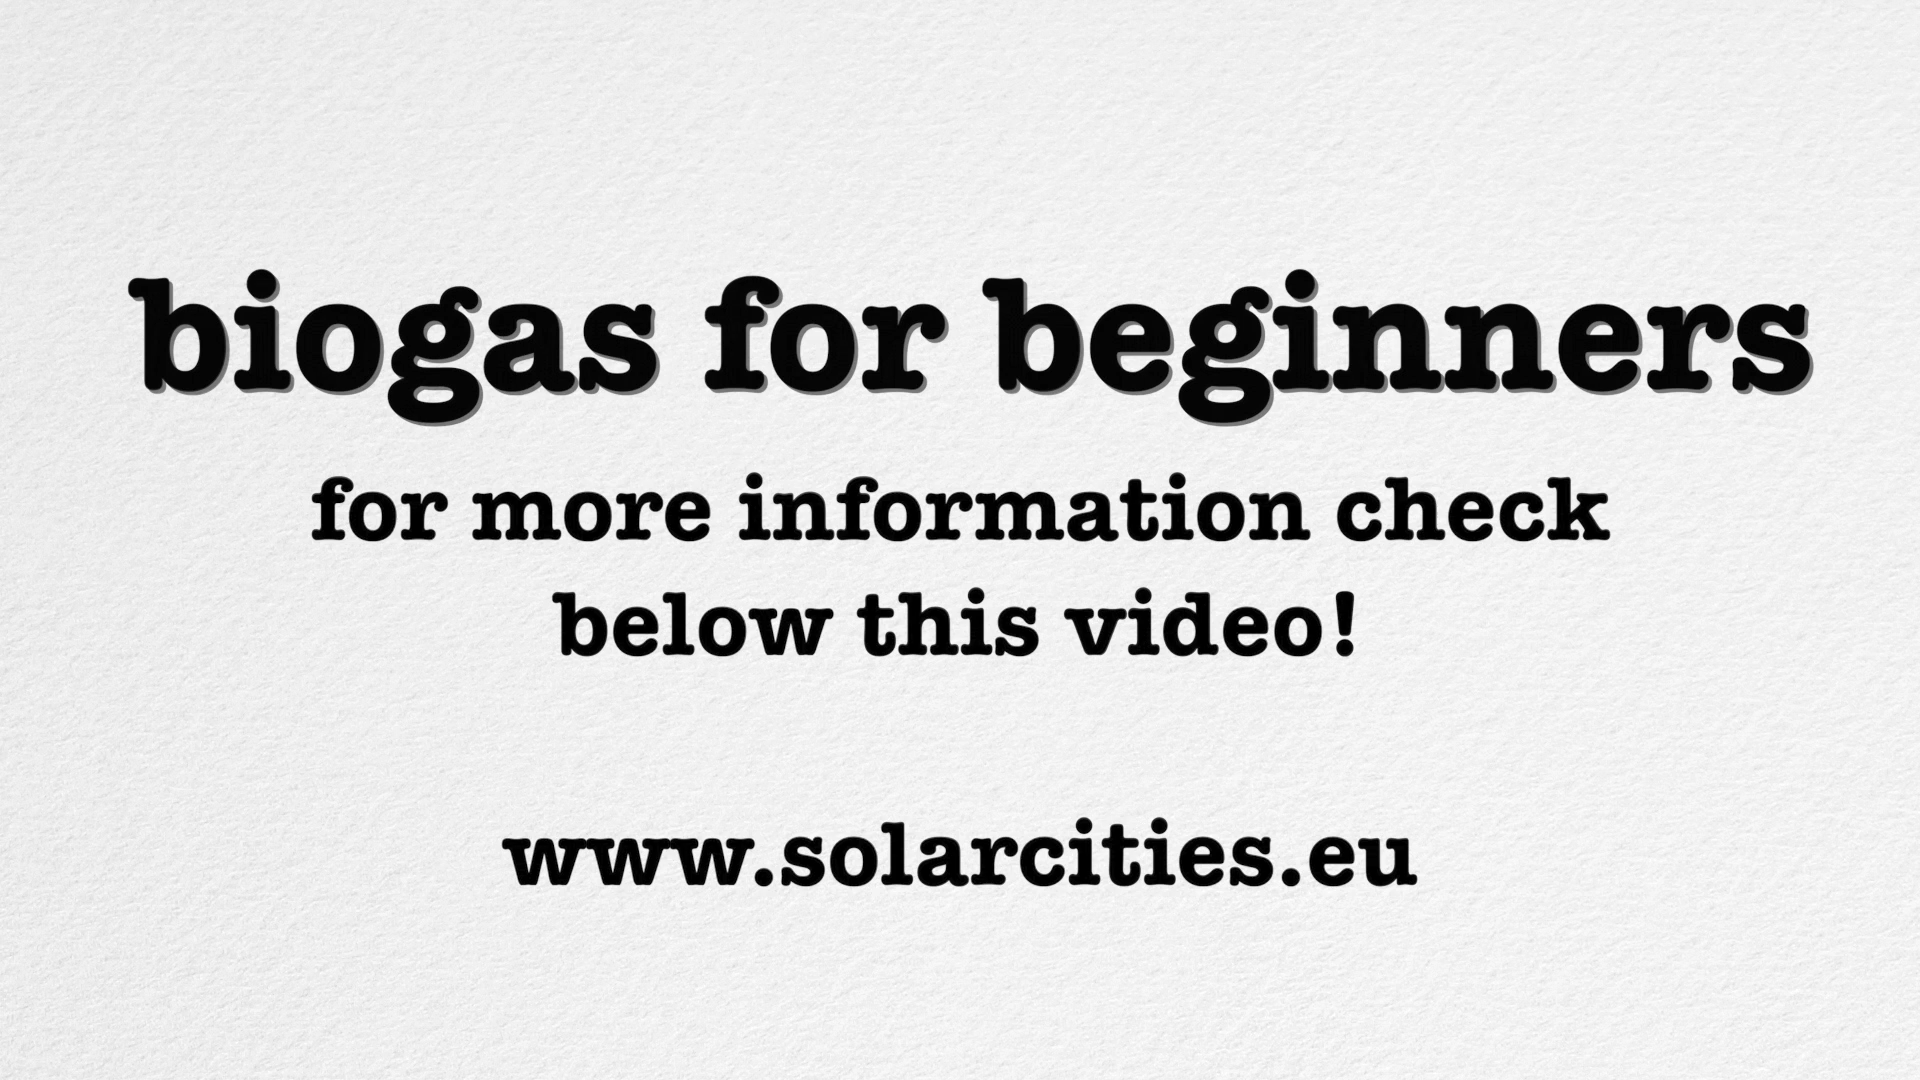 biogas for beginners
for more information check
below this video!
www.solarcities.eu